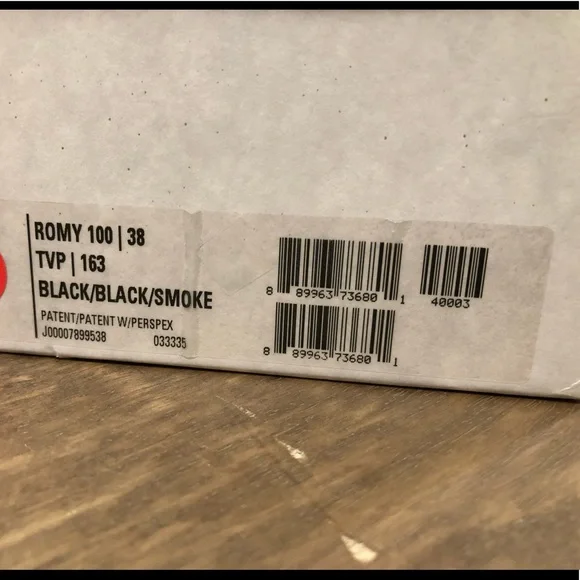 ROMY 100 | 38
TVP | 163
BLACK/BLACK/SMOKE
PATENT/PATENT W/PERSPEX
J00007899538 033335
8 89963 73680 1
40003
8 89963 73680 1